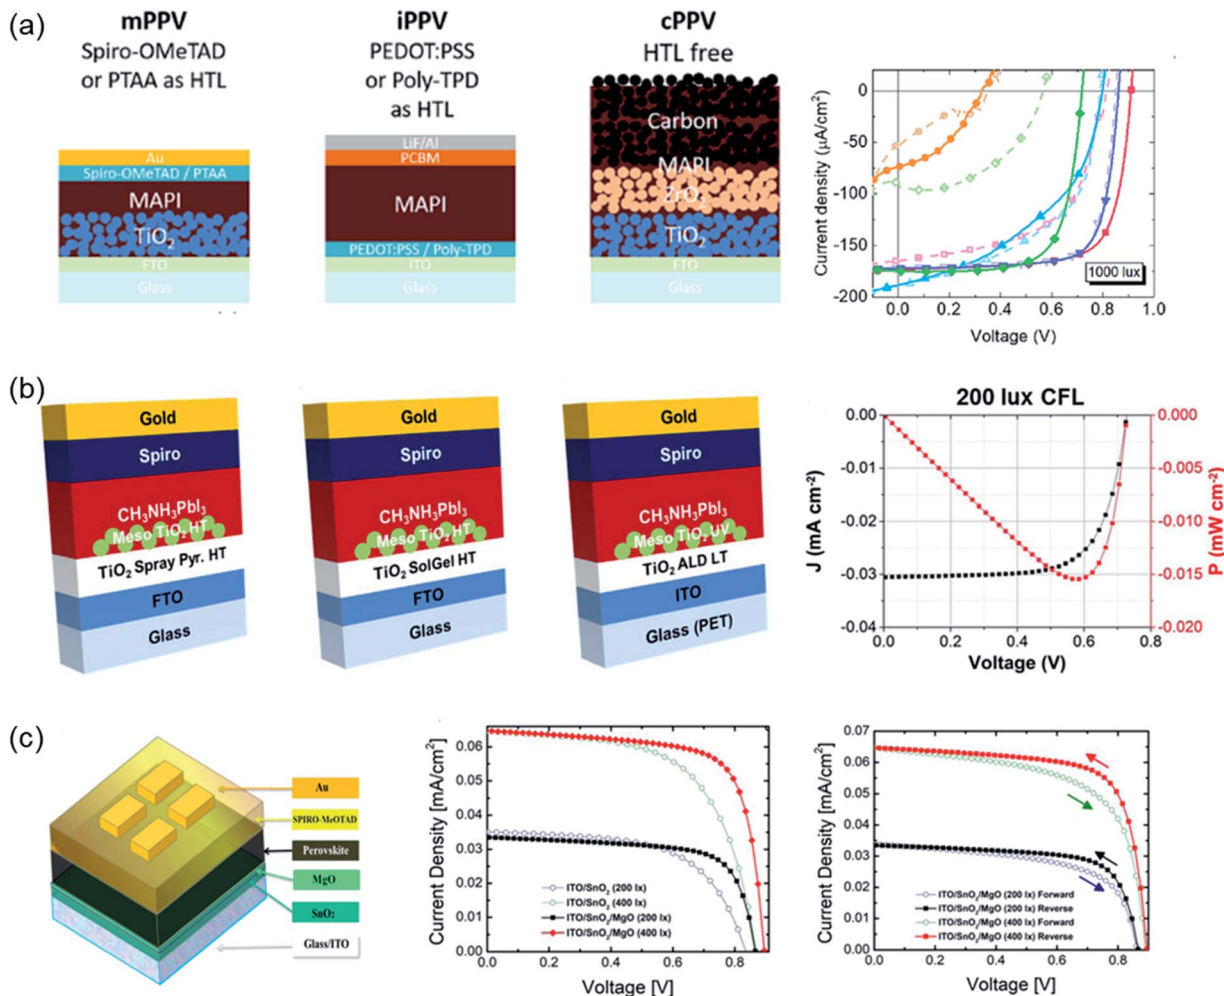 (a)
mPPV
Spiro-OMeTAD
or PTAA as HTL
Au
Spiro-OMeTAD / PTAA
MAPI
TiO2
FTO
Glass
iPPV
PEDOT:PSS
or Poly-TPD
as HTL
LiF/Al
PCBM
MAPI
PEDOT:PSS / Poly-TPD
ITO
Glass
cPPV
HTL free
Carbon
MAPI
ZrO2
TiO2
FTO
Glass
Current density (µA/cm²)
0
-50
-100
-150
-200
1000 lux
0.0 0.2 0.4 0.6 0.8 1.0
Voltage (V)
(b)
Gold
Spiro
CH3NH3PbI3
Meso TiO2 HT
TiO2 Spray Pyr. HT
FTO
Glass
Gold
Spiro
CH3NH3PbI3
Meso TiO2 HT
TiO2 SolGel HT
FTO
Glass
Gold
Spiro
CH3NH3PbI3
Meso TiO2 UV
TiO2 ALD LT
ITO
Glass (PET)
200 lux CFL
J (mA cm-2)
0.00
-0.01
-0.02
-0.03
-0.04
0.0 0.2 0.4 0.6 0.8
Voltage (V)
0.000
-0.005
-0.010
-0.015
-0.020
P (mW cm-2)
(c)
Au
SPIRO-MeOTAD
Perovskite
MgO
SnO2
Glass/ITO
Current Density [mA/cm²]
0.06
0.05
0.04
0.03
0.02
0.01
0.00
ITO/SnO2 (200 lx)
ITO/SnO2 (400 lx)
ITO/SnO2/MgO (200 lx)
ITO/SnO2/MgO (400 lx)
0.0 0.2 0.4 0.6 0.8
Voltage [V]
Current Density [mA/cm²]
0.07
0.06
0.05
0.04
0.03
0.02
0.01
0.00
ITO/SnO2/MgO (200 lx) Forward
ITO/SnO2/MgO (200 lx) Reverse
ITO/SnO2/MgO (400 lx) Forward
ITO/SnO2/MgO (400 lx) Reverse
0.0 0.2 0.4 0.6 0.8
Voltage [V]